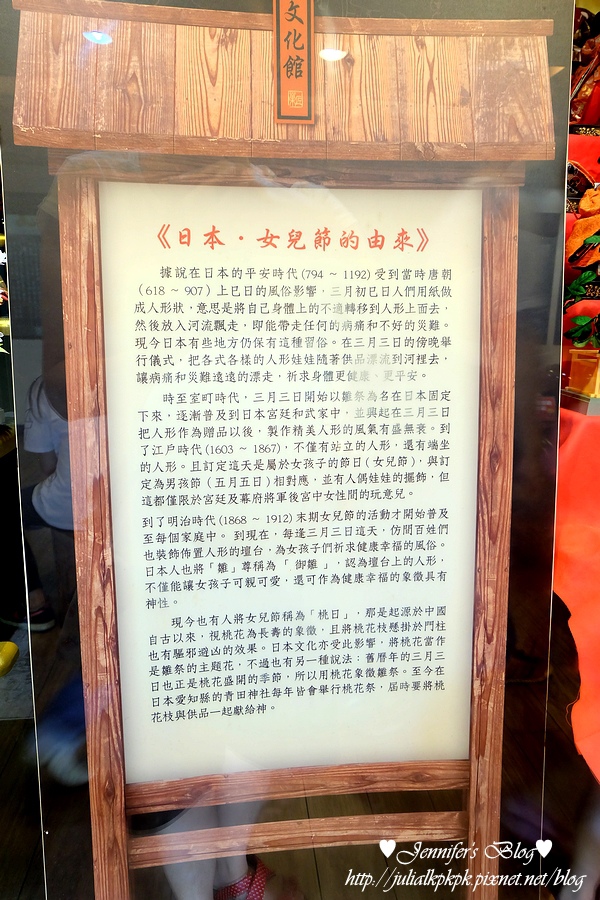 文化館
《日本·女兒節的由來》
據說在日本的平安時代(794 ~ 1192)受到當時唐朝
(618 ~ 907)上巳日的風俗影響,三月初巳日人們用紙做
成人形狀,意思是將自己身體上的不適轉移到人形上而去,
然後放入河流飄走,即能帶走任何的病痛和不好的災難。
現今日本有些地方仍保有這種習俗。在三月三日的傍晚舉
行儀式,把各式各樣的人形娃娃隨著供品漂流到河裡去,
讓病痛和災難遠遠的漂走,祈求身體更健康、更平安。
時至室町時代,三月三日開始以雛祭為名在日本固定
下來,逐漸普及到日本宮廷和武家中,並興起在三月三日
把人形作為贈品以後,製作精美人形的風氣有盛無衰。到
了江戶時代(1603 ~ 1867),不僅有站立的人形,還有端坐
的人形。且訂定這天是屬於女孩子的節日(女兒節),與訂
定為男孩節(五月五日)相對應,並有人偶娃娃的擺飾,但
這都僅限於宮廷及幕府將軍後宮中女性間的玩意兒。
到了明治時代(1868 ~ 1912)末期女兒節的活動才開始普及
至每個家庭中。到現在,每逢三月三日這天,仿間百姓們
也裝飾佈置人形的壇台,為女孩子們祈求健康幸福的風俗。
日本人也將「雛」尊稱為「御雛」,認為壇台上的人形,
不僅能讓女孩子可親可愛,還可作為健康幸福的象徵具有
神性。
現今也有人將女兒節稱為「桃日」,那是起源於中國
自古以來,視桃花為長壽的象徵,且將桃花枝懸掛於門柱
也有驅邪避凶的效果。日本文化亦受此影響,將桃花當作
是雛祭的主題花,不過也有另一種說法:舊曆年的三月三
日也正是桃花盛開的季節,所以用桃花象徵雛祭。至今在
日本愛知縣的青田神社每年皆會舉行桃花祭,屆時要將桃
花枝與供品一起獻給神。
♥Jennifer's Blog♥
http://julialkpkpk.pixnet.net/blog